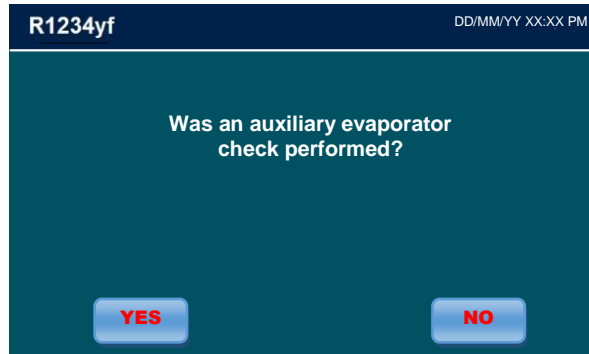 R1234yf
DD/MM/YY XX:XX PM
Was an auxiliary evaporator
check performed?
YES
NO